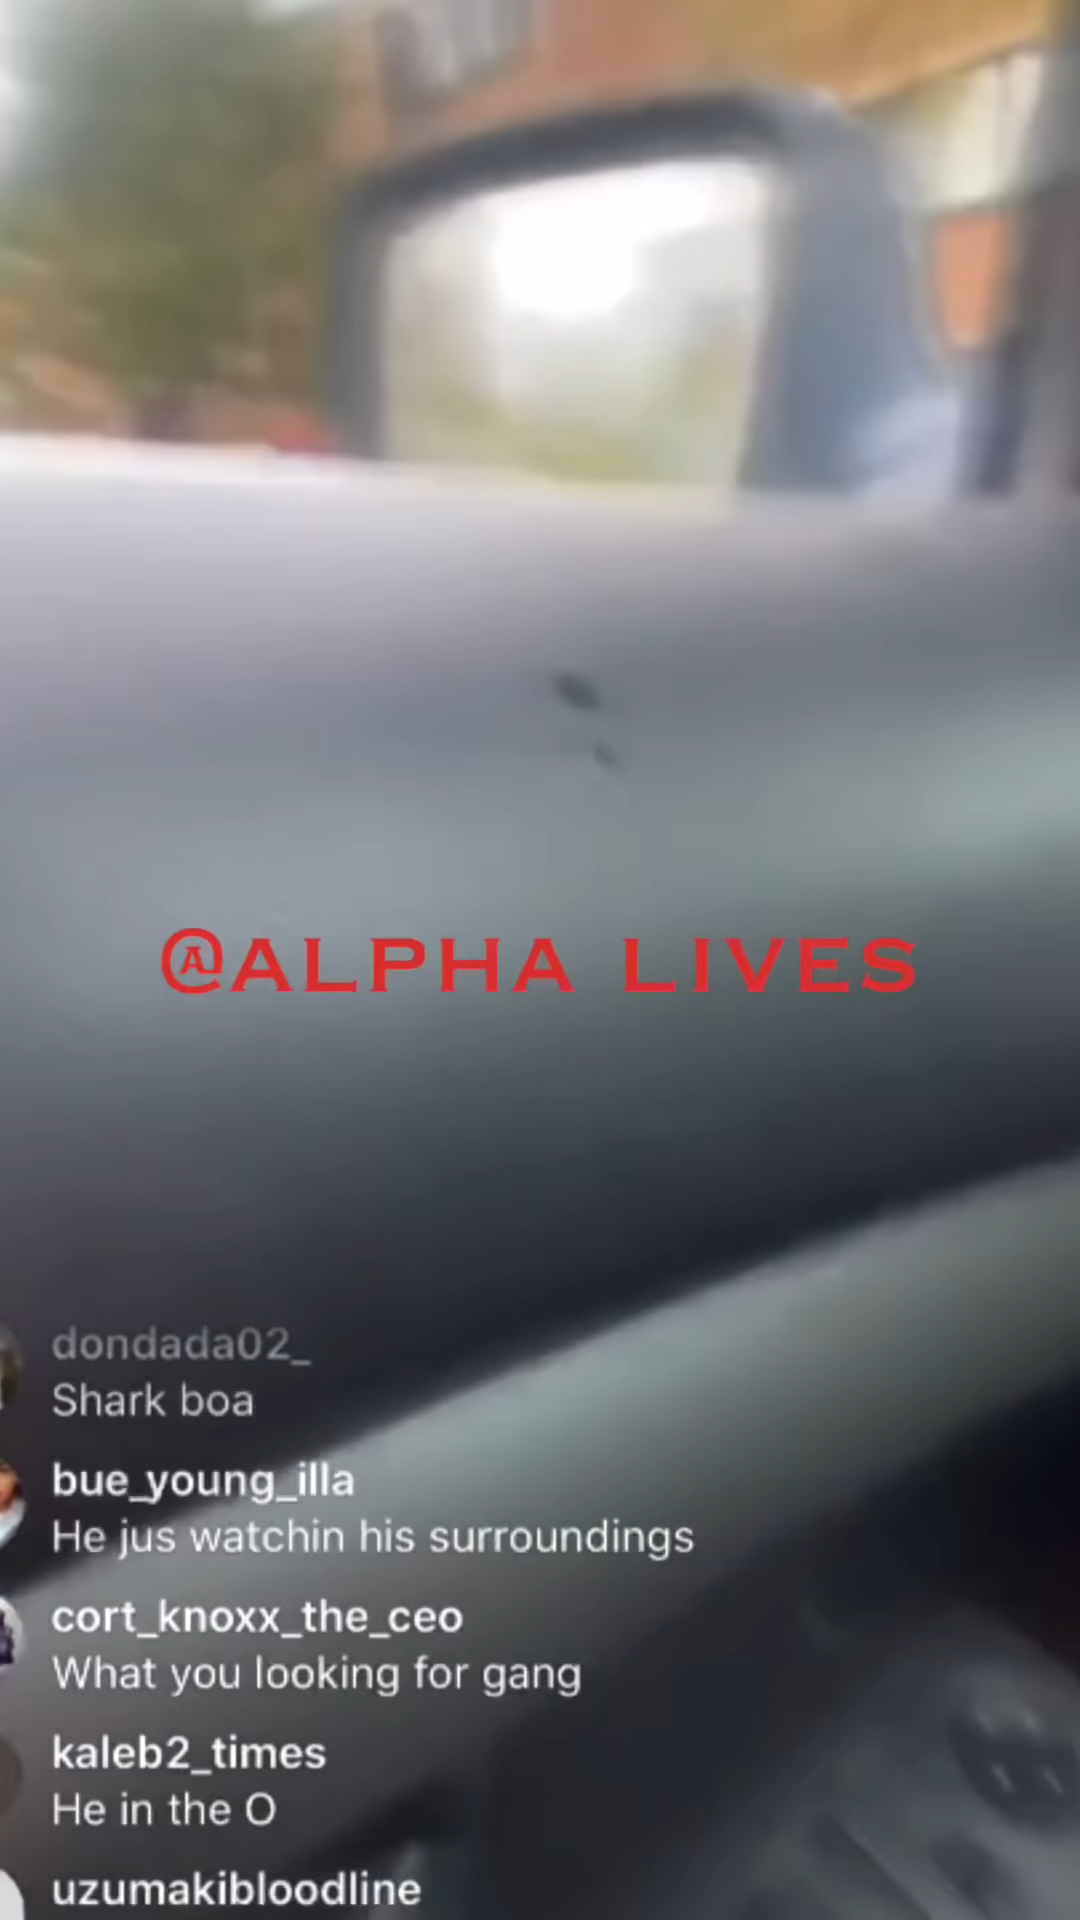 @ALPHA LIVES
dondada02_
Shark boa
bue_young_illa
He jus watchin his surroundings
cort_knoxx_the_ceo
What you looking for gang
kaleb2_times
He in the O
uzumakibloodline